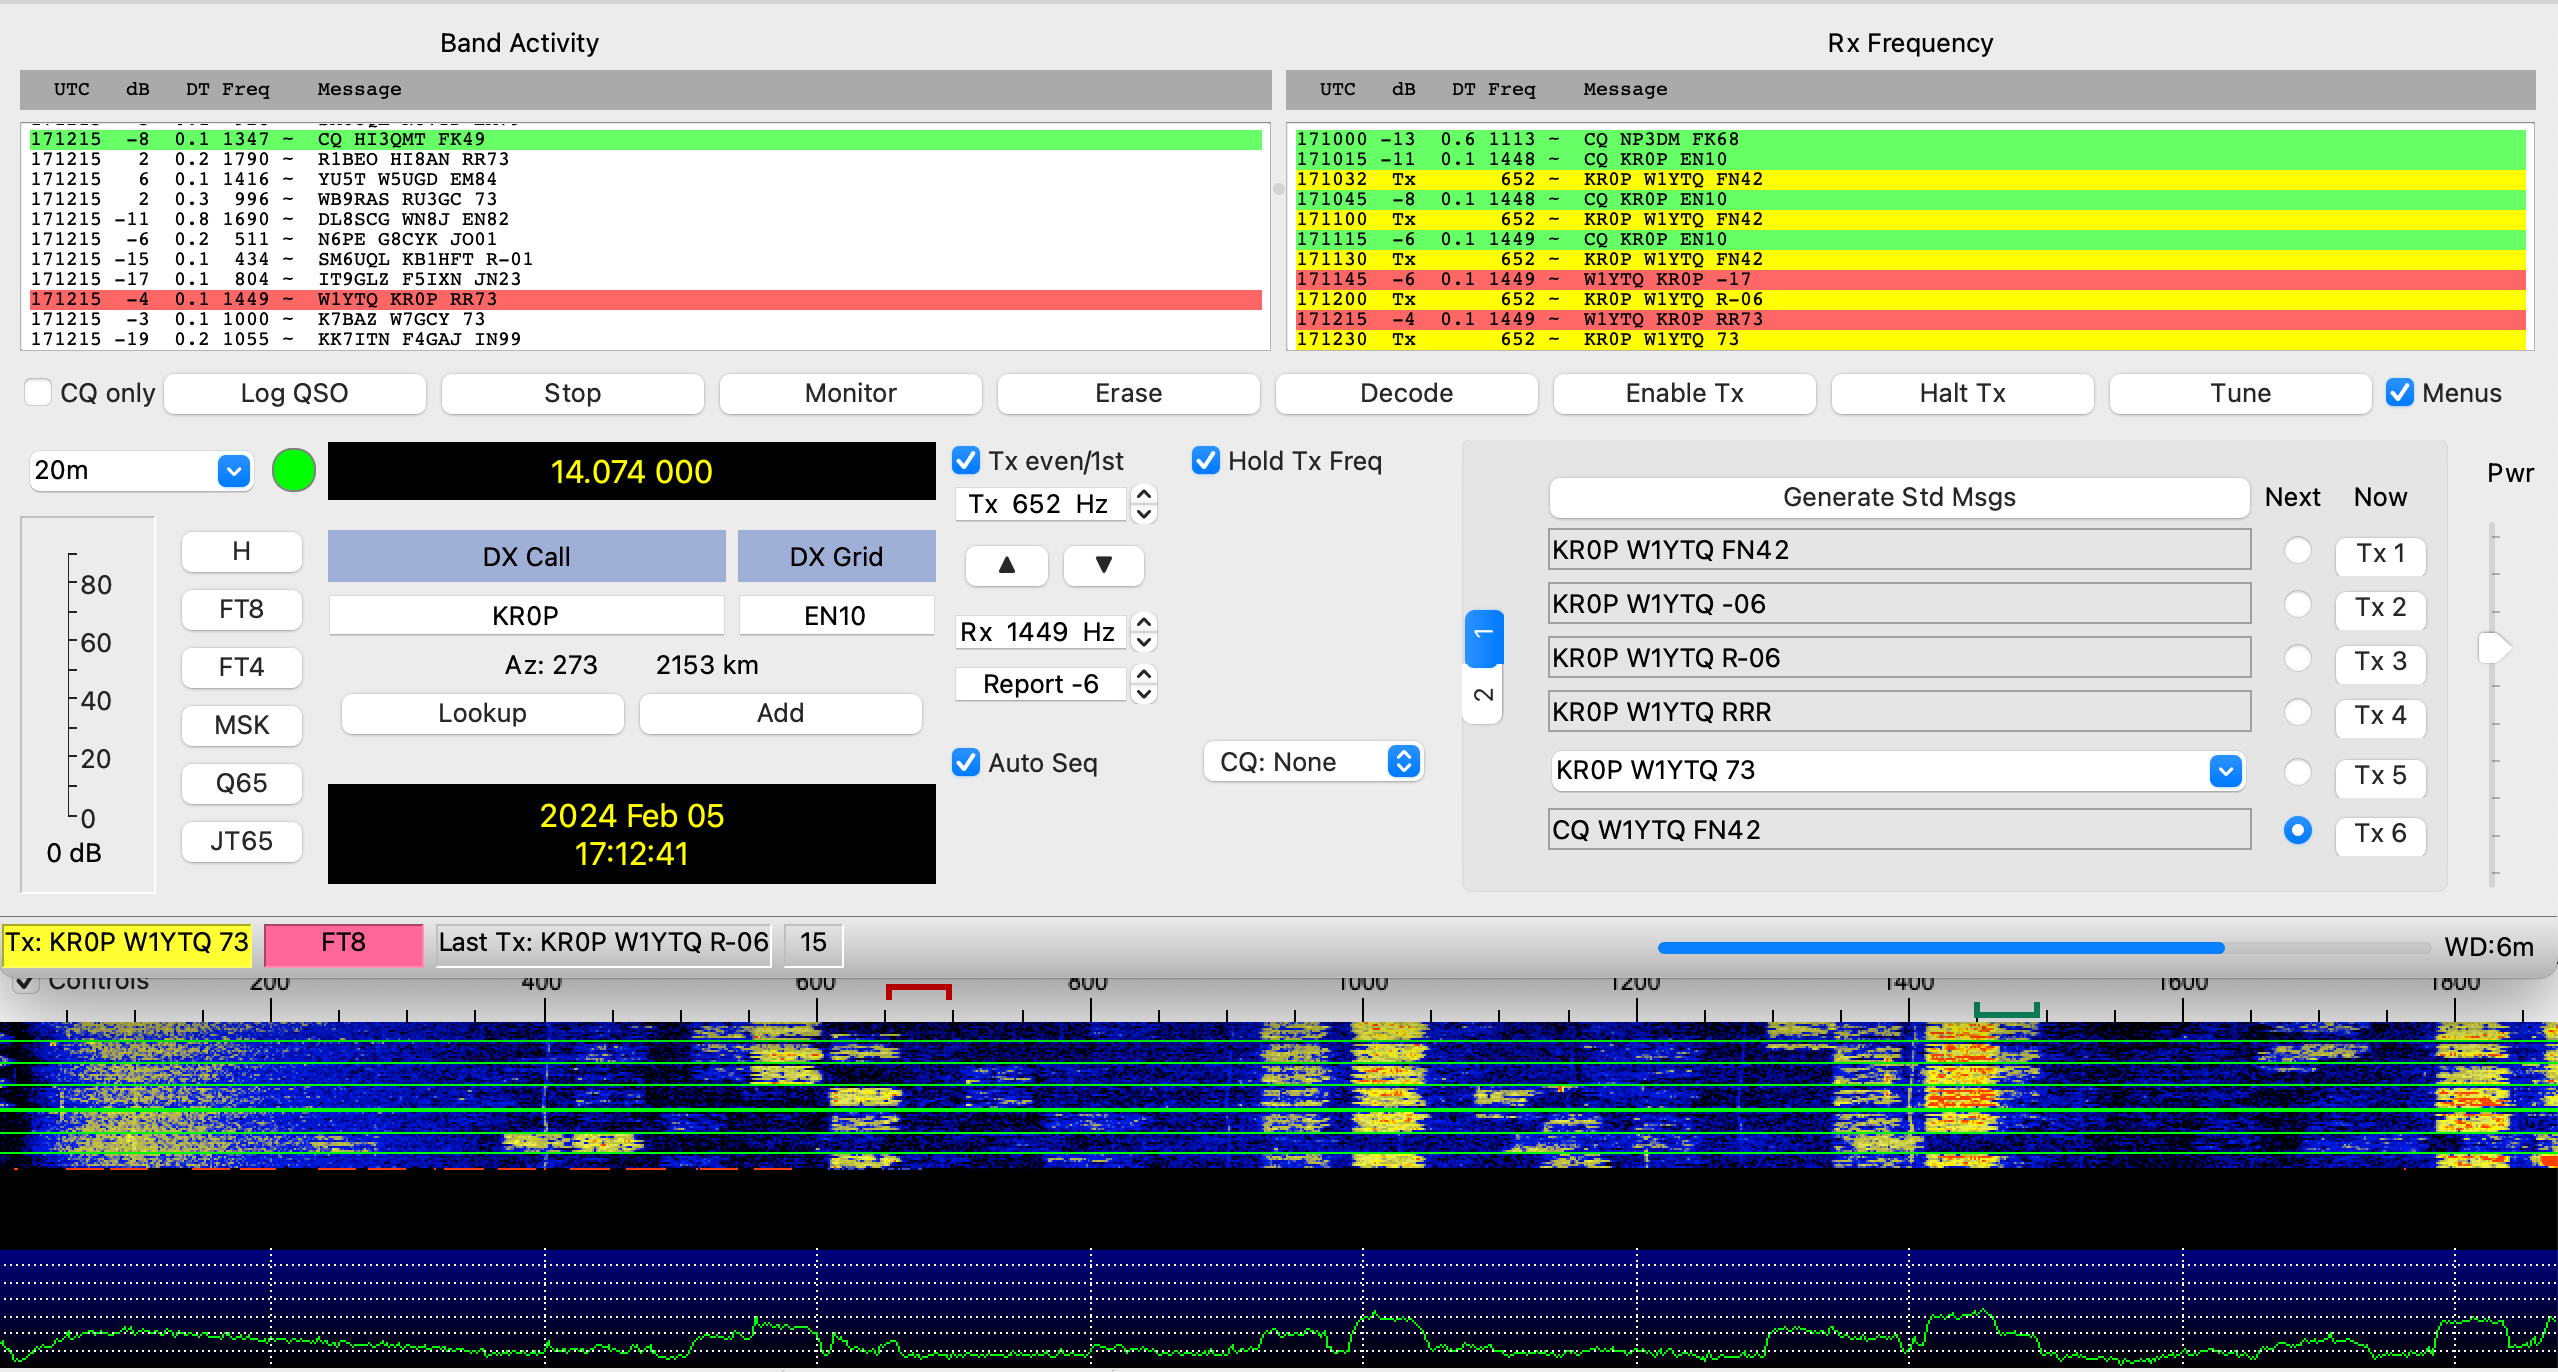 Band Activity
UTC dB DT Freq Message
171215 -8 0.1 1347 ~ CQ HI3QMT FK49
171215 2 0.2 1790 ~ R1BEO HI8AN RR73
171215 6 0.1 1416 ~ YU5T W5UGD EM84
171215 2 0.3 996 ~ WB9RAS RU3GC 73
171215 -11 0.8 1690 ~ DL8SCG WN8J EN82
171215 -6 0.2 511 ~ N6PE G8CYK JO01
171215 -15 0.1 434 ~ SM6UQL KB1HFT R-01
171215 -17 0.1 804 ~ IT9GLZ F5IXN JN23
171215 -4 0.1 1449 ~ W1YTQ KR0P RR73
171215 -3 0.1 1000 ~ K7BAZ W7GCY 73
171215 -19 0.2 1055 ~ KK7ITN F4GAJ IN99
Rx Frequency
UTC dB DT Freq Message
171000 -13 0.6 1113 ~ CQ NP3DM FK68
171015 -11 0.1 1448 ~ CQ KR0P EN10
171032 Tx 652 ~ KR0P W1YTQ FN42
171045 -8 0.1 1448 ~ CQ KR0P EN10
171100 Tx 652 ~ KR0P W1YTQ FN42
171115 -6 0.1 1449 ~ CQ KR0P EN10
171130 Tx 652 ~ KR0P W1YTQ FN42
171145 -6 0.1 1449 ~ W1YTQ KR0P -17
171200 Tx 652 ~ KR0P W1YTQ R-06
171215 -4 0.1 1449 ~ W1YTQ KR0P RR73
171230 Tx 652 ~ KR0P W1YTQ 73
CQ only Log QSO Stop Monitor Erase Decode Enable Tx Halt Tx Tune Menus
20m
14.074 000
80
60
40
20
0
0 dB
H
FT8
FT4
MSK
Q65
JT65
DX Call DX Grid
KR0P EN10
Az: 273 2153 km
Lookup Add
2024 Feb 05
17:12:41
Tx even/1st Hold Tx Freq
Tx 652 Hz
▲ ▼
Rx 1449 Hz
Report -6
Auto Seq CQ: None
1
2
Generate Std Msgs Next Now
KR0P W1YTQ FN42 Tx 1
KR0P W1YTQ -06 Tx 2
KR0P W1YTQ R-06 Tx 3
KR0P W1YTQ RRR Tx 4
KR0P W1YTQ 73 Tx 5
CQ W1YTQ FN42 Tx 6
Pwr
Tx: KR0P W1YTQ 73 FT8 Last Tx: KR0P W1YTQ R-06 15 WD:6m
Controls 200 400 600 800 1000 1200 1400 1600 1800